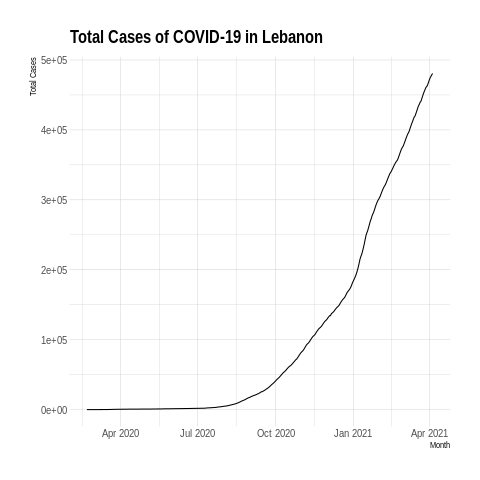 Total Cases of COVID-19 in Lebanon
Total Cases
5e+05
4e+05
3e+05
2e+05
1e+05
0e+00
Apr 2020 Jul 2020 Oct 2020 Jan 2021 Apr 2021
Month